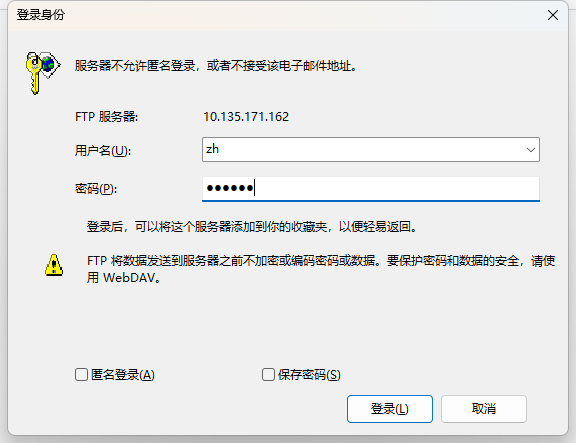 登录身份
服务器不允许匿名登录，或者不接受该电子邮件地址。
FTP 服务器: 10.135.171.162
用户名(U): zh
密码(P): ●●●●●●
登录后，可以将这个服务器添加到你的收藏夹，以便轻易返回。
FTP 将数据发送到服务器之前不加密或编码密码或数据。要保护密码和数据的安全，请使
用 WebDAV。
匿名登录(A) 保存密码(S)
登录(L) 取消